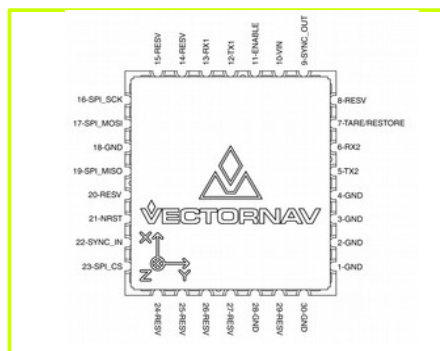 15-RESV
14-RESV
13-RX1
12-TX1
11-ENABLE
10-VIN
9-SYNC_OUT
16-SPI_SCK
17-SPI_MOSI
18-GND
19-SPI_MISO
20-RESV
21-NRST
22-SYNC_IN
23-SPI_CS
8-RESV
7-TARE/RESTORE
6-RX2
5-TX2
4-GND
3-GND
2-GND
1-GND
VECTORNAV
X
Z
Y
24-RESV
25-RESV
26-RESV
27-RESV
28-GND
29-RESV
30-GND